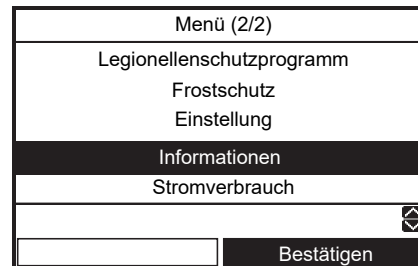 Menü (2/2)
Legionellenschutzprogramm
Frostschutz
Einstellung
Informationen
Stromverbrauch
Bestätigen